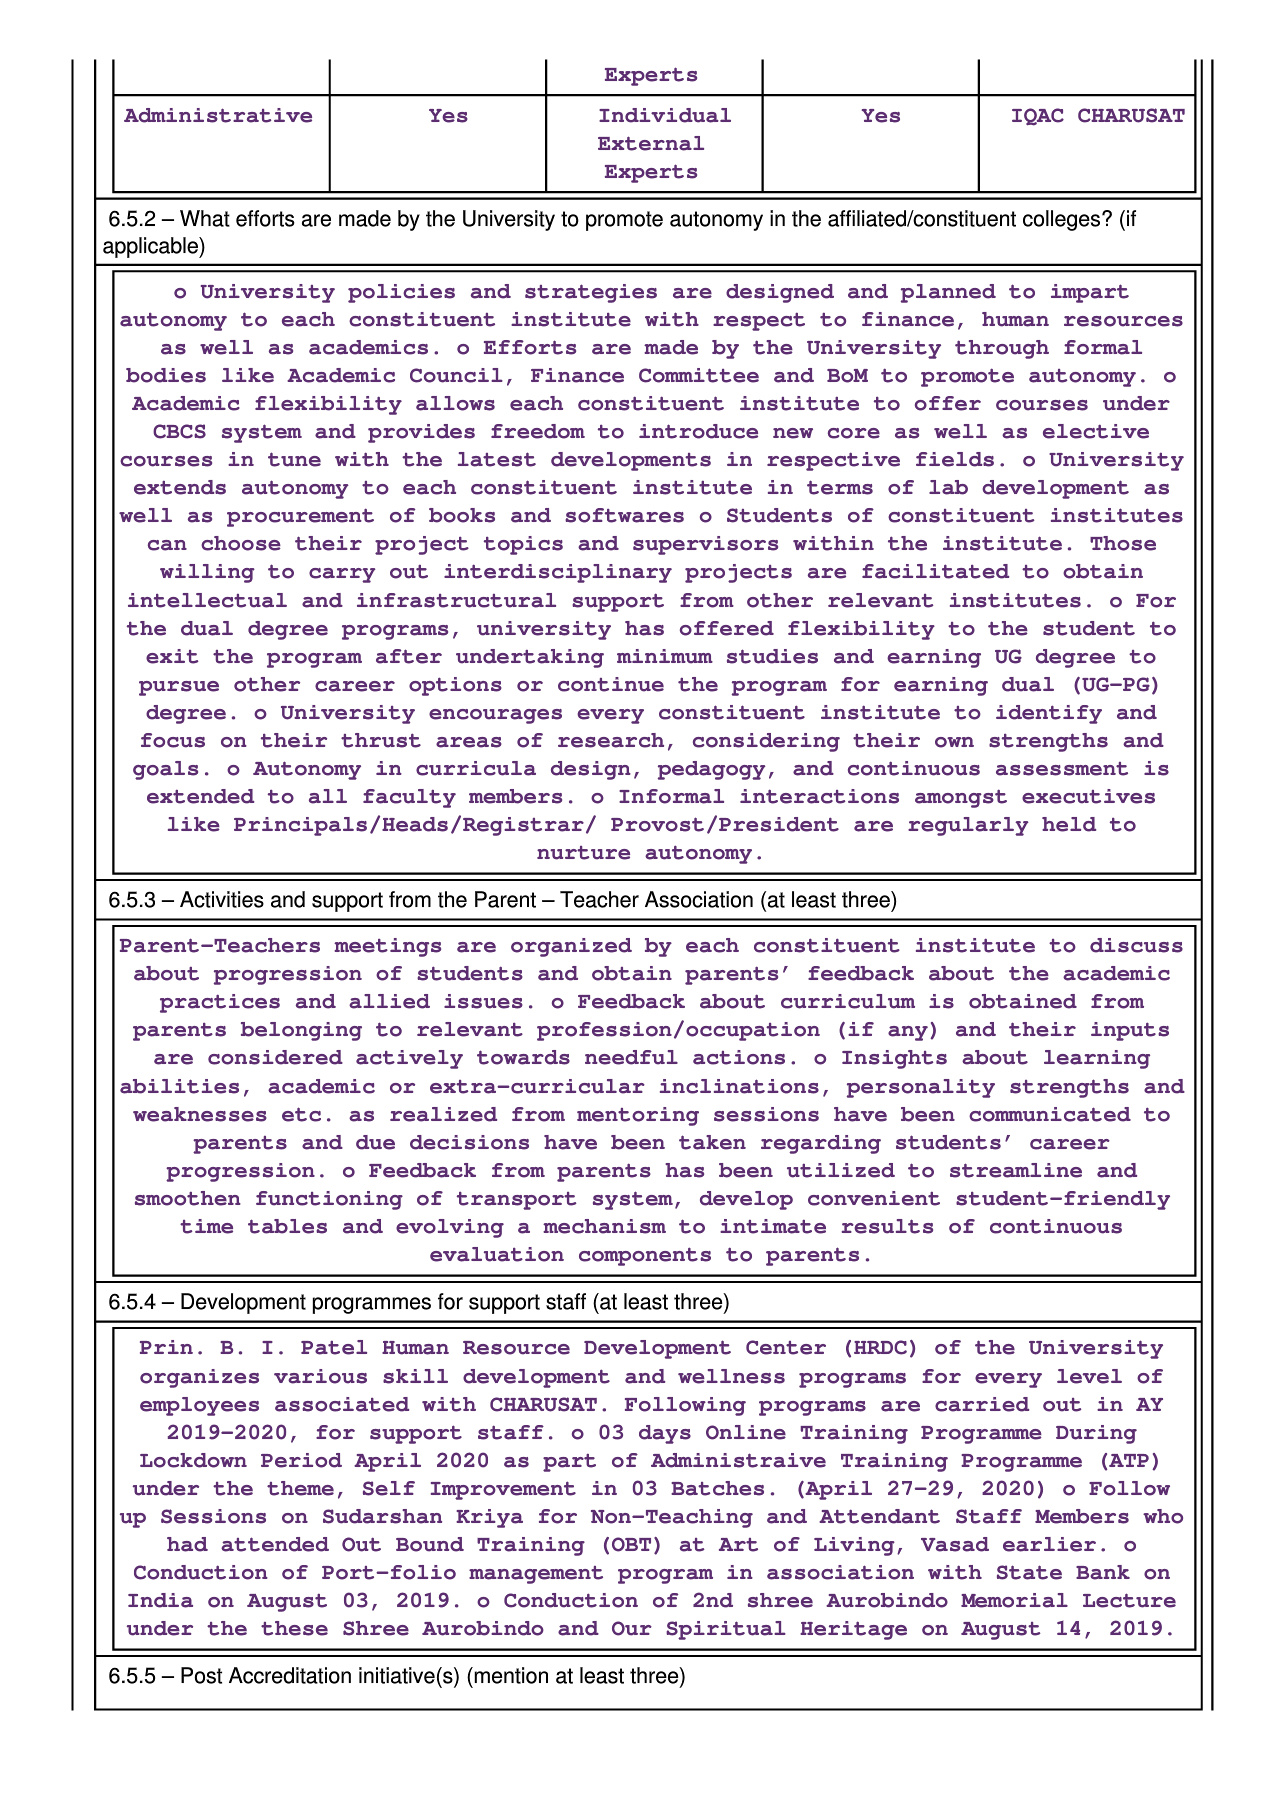 Experts
Administrative Yes Individual Yes IQAC CHARUSAT
External
Experts
6.5.2 – What efforts are made by the University to promote autonomy in the affiliated/constituent colleges? (if
applicable)
o University policies and strategies are designed and planned to impart
autonomy to each constituent institute with respect to finance, human resources
as well as academics. o Efforts are made by the University through formal
bodies like Academic Council, Finance Committee and BoM to promote autonomy. o
Academic flexibility allows each constituent institute to offer courses under
CBCS system and provides freedom to introduce new core as well as elective
courses in tune with the latest developments in respective fields. o University
extends autonomy to each constituent institute in terms of lab development as
well as procurement of books and softwares o Students of constituent institutes
can choose their project topics and supervisors within the institute. Those
willing to carry out interdisciplinary projects are facilitated to obtain
intellectual and infrastructural support from other relevant institutes. o For
the dual degree programs, university has offered flexibility to the student to
exit the program after undertaking minimum studies and earning UG degree to
pursue other career options or continue the program for earning dual (UG–PG)
degree. o University encourages every constituent institute to identify and
focus on their thrust areas of research, considering their own strengths and
goals. o Autonomy in curricula design, pedagogy, and continuous assessment is
extended to all faculty members. o Informal interactions amongst executives
like Principals/Heads/Registrar/ Provost/President are regularly held to
nurture autonomy.
6.5.3 – Activities and support from the Parent – Teacher Association (at least three)
Parent–Teachers meetings are organized by each constituent institute to discuss
about progression of students and obtain parents’ feedback about the academic
practices and allied issues. o Feedback about curriculum is obtained from
parents belonging to relevant profession/occupation (if any) and their inputs
are considered actively towards needful actions. o Insights about learning
abilities, academic or extra–curricular inclinations, personality strengths and
weaknesses etc. as realized from mentoring sessions have been communicated to
parents and due decisions have been taken regarding students’ career
progression. o Feedback from parents has been utilized to streamline and
smoothen functioning of transport system, develop convenient student–friendly
time tables and evolving a mechanism to intimate results of continuous
evaluation components to parents.
6.5.4 – Development programmes for support staff (at least three)
Prin. B. I. Patel Human Resource Development Center (HRDC) of the University
organizes various skill development and wellness programs for every level of
employees associated with CHARUSAT. Following programs are carried out in AY
2019–2020, for support staff. o 03 days Online Training Programme During
Lockdown Period April 2020 as part of Administraive Training Programme (ATP)
under the theme, Self Improvement in 03 Batches. (April 27–29, 2020) o Follow
up Sessions on Sudarshan Kriya for Non–Teaching and Attendant Staff Members who
had attended Out Bound Training (OBT) at Art of Living, Vasad earlier. o
Conduction of Port–folio management program in association with State Bank on
India on August 03, 2019. o Conduction of 2nd shree Aurobindo Memorial Lecture
under the these Shree Aurobindo and Our Spiritual Heritage on August 14, 2019.
6.5.5 – Post Accreditation initiative(s) (mention at least three)